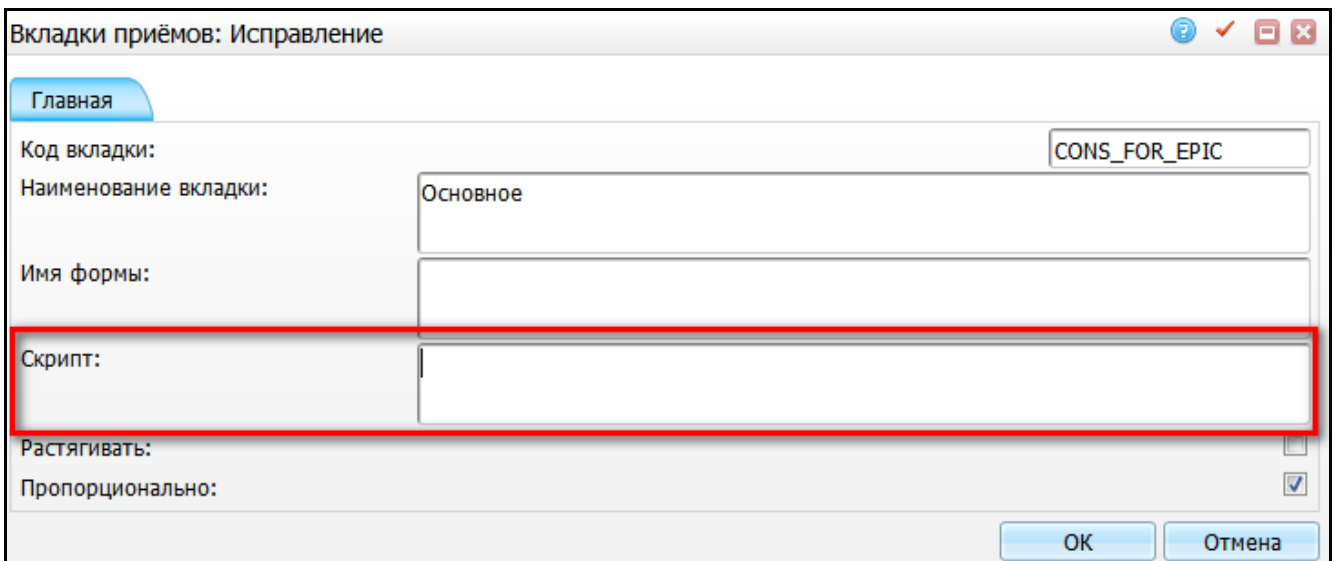 Вкладки приёмов: Исправление
Главная
Код вкладки: CONS_FOR_EPIC
Наименование вкладки: Основное
Имя формы:
Скрипт:
Растягивать:
Пропорционально:
ОК Отмена